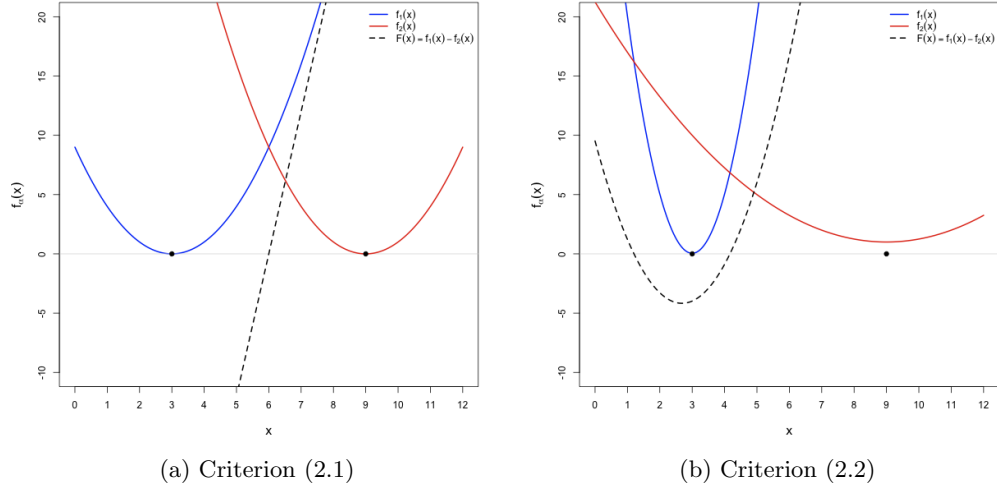 f₁(x)
f₂(x)
F(x) = f₁(x) − f₂(x)
20
15
10
5
0
-5
-10
fα(x)
0 1 2 3 4 5 6 7 8 9 10 11 12
x
(a) Criterion (2.1)
f₁(x)
f₂(x)
F(x) = f₁(x) − f₂(x)
20
15
10
5
0
-5
-10
fα(x)
0 1 2 3 4 5 6 7 8 9 10 11 12
x
(b) Criterion (2.2)